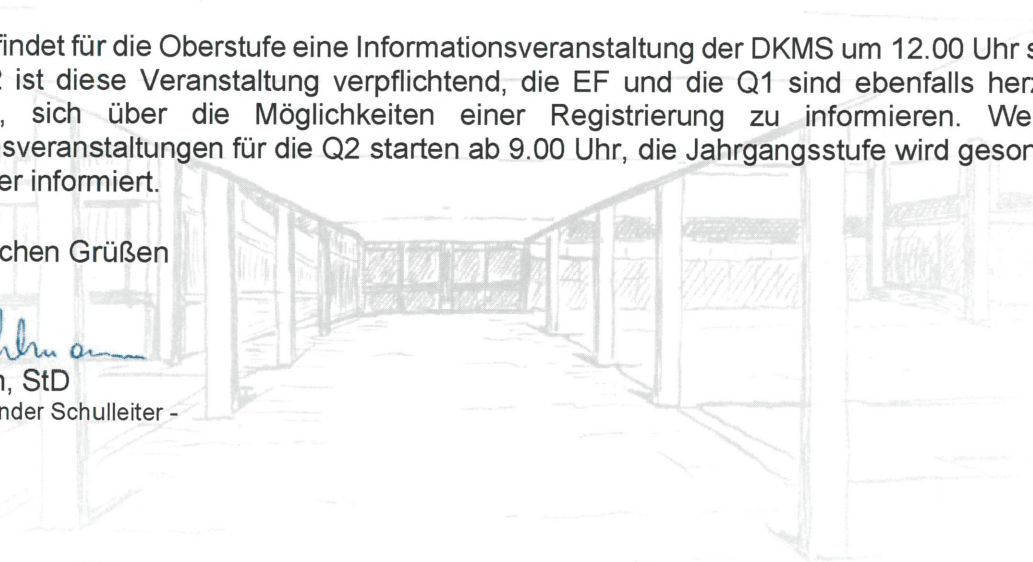 findet für die Oberstufe eine Informationsveranstaltung der DKMS um 12.00 Uhr s
ist diese Veranstaltung verpflichtend, die EF und die Q1 sind ebenfalls herz
, sich über die Möglichkeiten einer Registrierung zu informieren. We
sveranstaltungen für die Q2 starten ab 9.00 Uhr, die Jahrgangsstufe wird geson
er informiert.
chen Grüßen
, StD
nder Schulleiter -